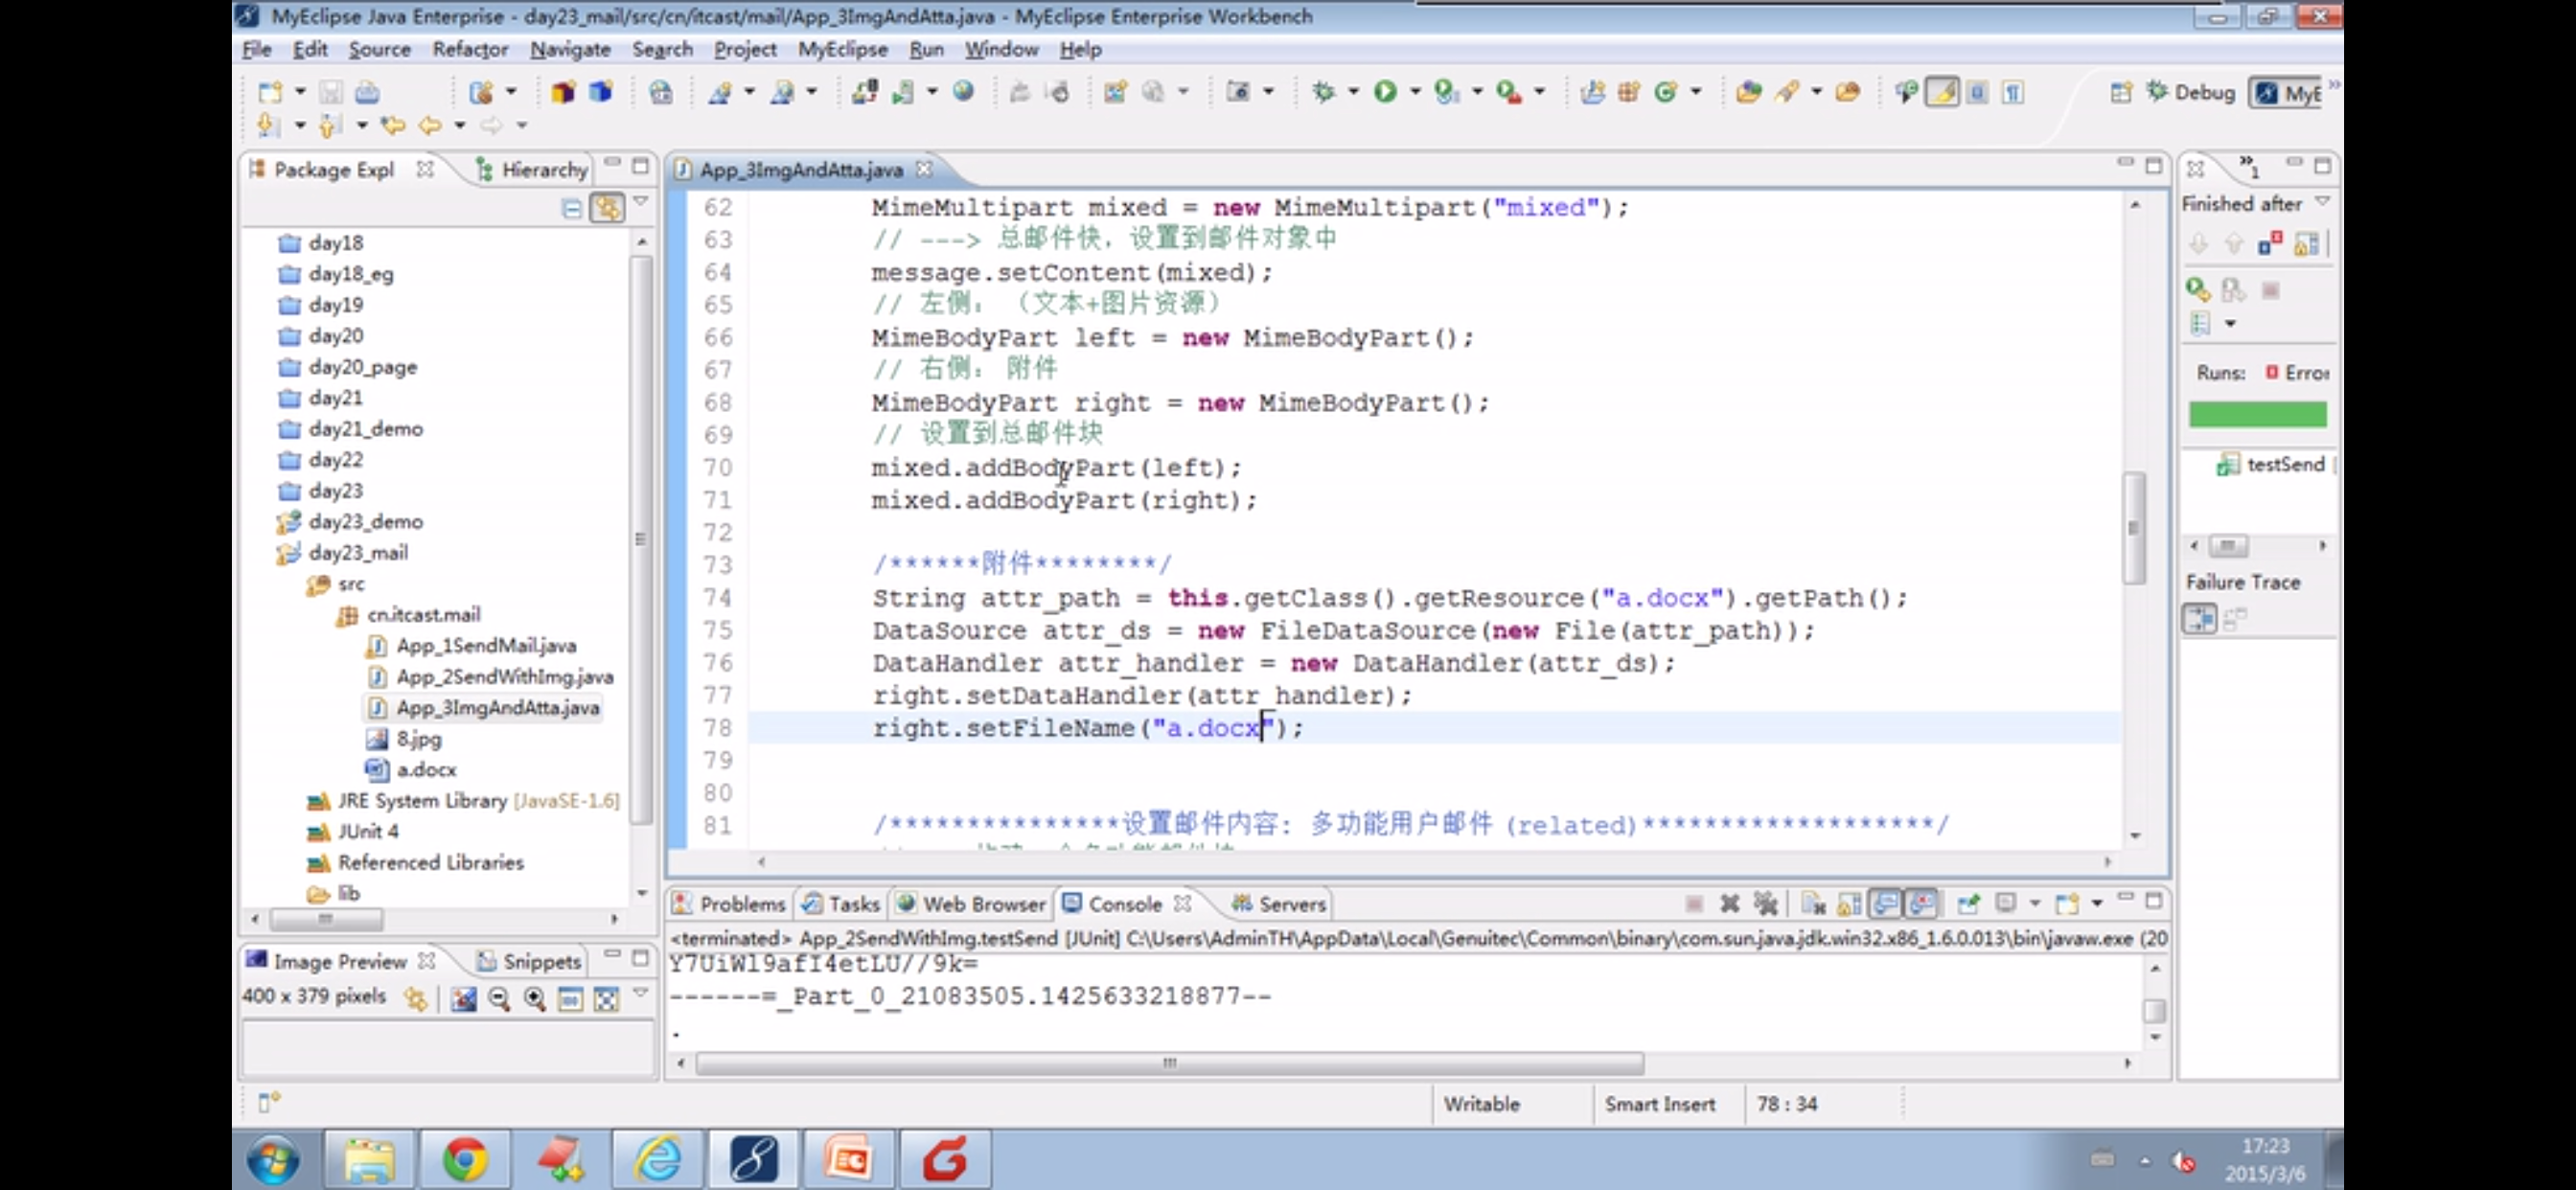 MyEclipse Java Enterprise - day23_mail/src/cn/itcast/mail/App_3ImgAndAtta.java - MyEclipse Enterprise Workbench
File Edit Source Refactor Navigate Search Project MyEclipse Run Window Help
Debug MyE
Package Expl Hierarchy
day18
day18_eg
day19
day20
day20_page
day21
day21_demo
day22
day23
day23_demo
day23_mail
src
cn.itcast.mail
App_1SendMail.java
App_2SendWithImg.java
App_3ImgAndAtta.java
8.jpg
a.docx
JRE System Library [JavaSE-1.6]
JUnit 4
Referenced Libraries
lib
Image Preview Snippets
400 x 379 pixels
App_3ImgAndAtta.java
62 MimeMultipart mixed = new MimeMultipart("mixed");
63 // ---> 总邮件快，设置到邮件对象中
64 message.setContent(mixed);
65 // 左侧：（文本+图片资源）
66 MimeBodyPart left = new MimeBodyPart();
67 // 右侧： 附件
68 MimeBodyPart right = new MimeBodyPart();
69 // 设置到总邮件块
70 mixed.addBodyPart(left);
71 mixed.addBodyPart(right);
72
73 /******附件********/
74 String attr_path = this.getClass().getResource("a.docx").getPath();
75 DataSource attr_ds = new FileDataSource(new File(attr_path));
76 DataHandler attr_handler = new DataHandler(attr_ds);
77 right.setDataHandler(attr_handler);
78 right.setFileName("a.docx");
79
80
81 /****************设置邮件内容: 多功能用户邮件 (related)*******************/
Problems Tasks Web Browser Console Servers
<terminated> App_2SendWithImg.testSend [JUnit] C:\Users\AdminTH\AppData\Local\Genuitec\Common\binary\com.sun.java.jdk.win32.x86_1.6.0.013\bin\javaw.exe (20
Y7UiWl9afI4etLU//9k=
------=_Part_0_21083505.1425633218877--
.
Finished after
Runs: Error
testSend
Failure Trace
Writable Smart Insert 78 : 34
17:23
2015/3/6